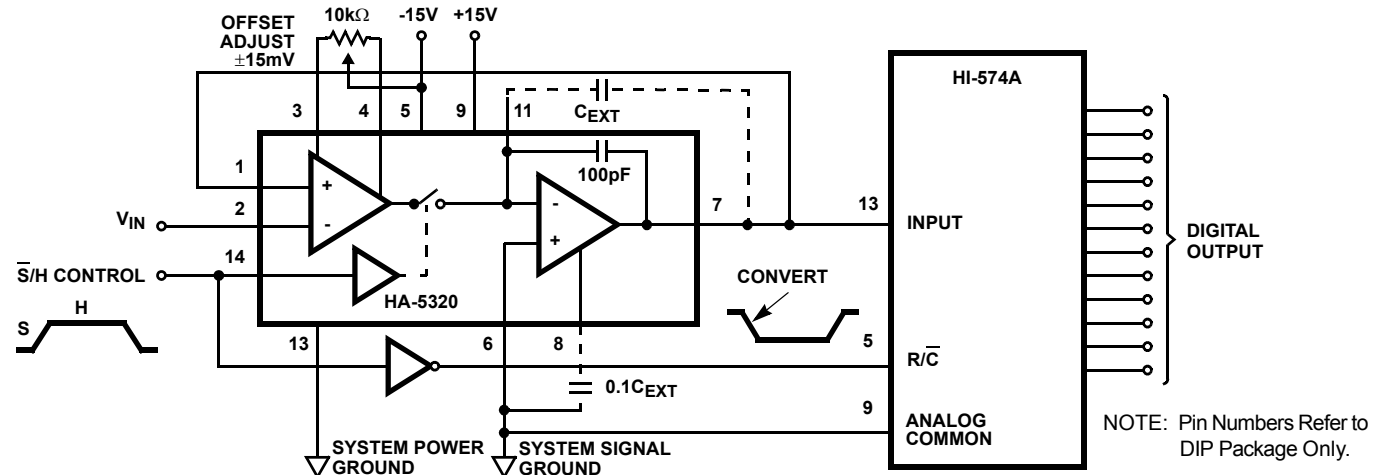 10kΩ
-15V
+15V
OFFSET
ADJUST
±15mV
HI-574A
3
4
5
9
11
C_EXT
100pF
1
+
-
2
V_IN
-
+
7
13
INPUT
DIGITAL
OUTPUT
14
S̅/H CONTROL
HA-5320
CONVERT
S
H
13
6
8
5
R/C̅
0.1C_EXT
9
ANALOG
COMMON
SYSTEM POWER
GROUND
SYSTEM SIGNAL
GROUND
NOTE: Pin Numbers Refer to
DIP Package Only.